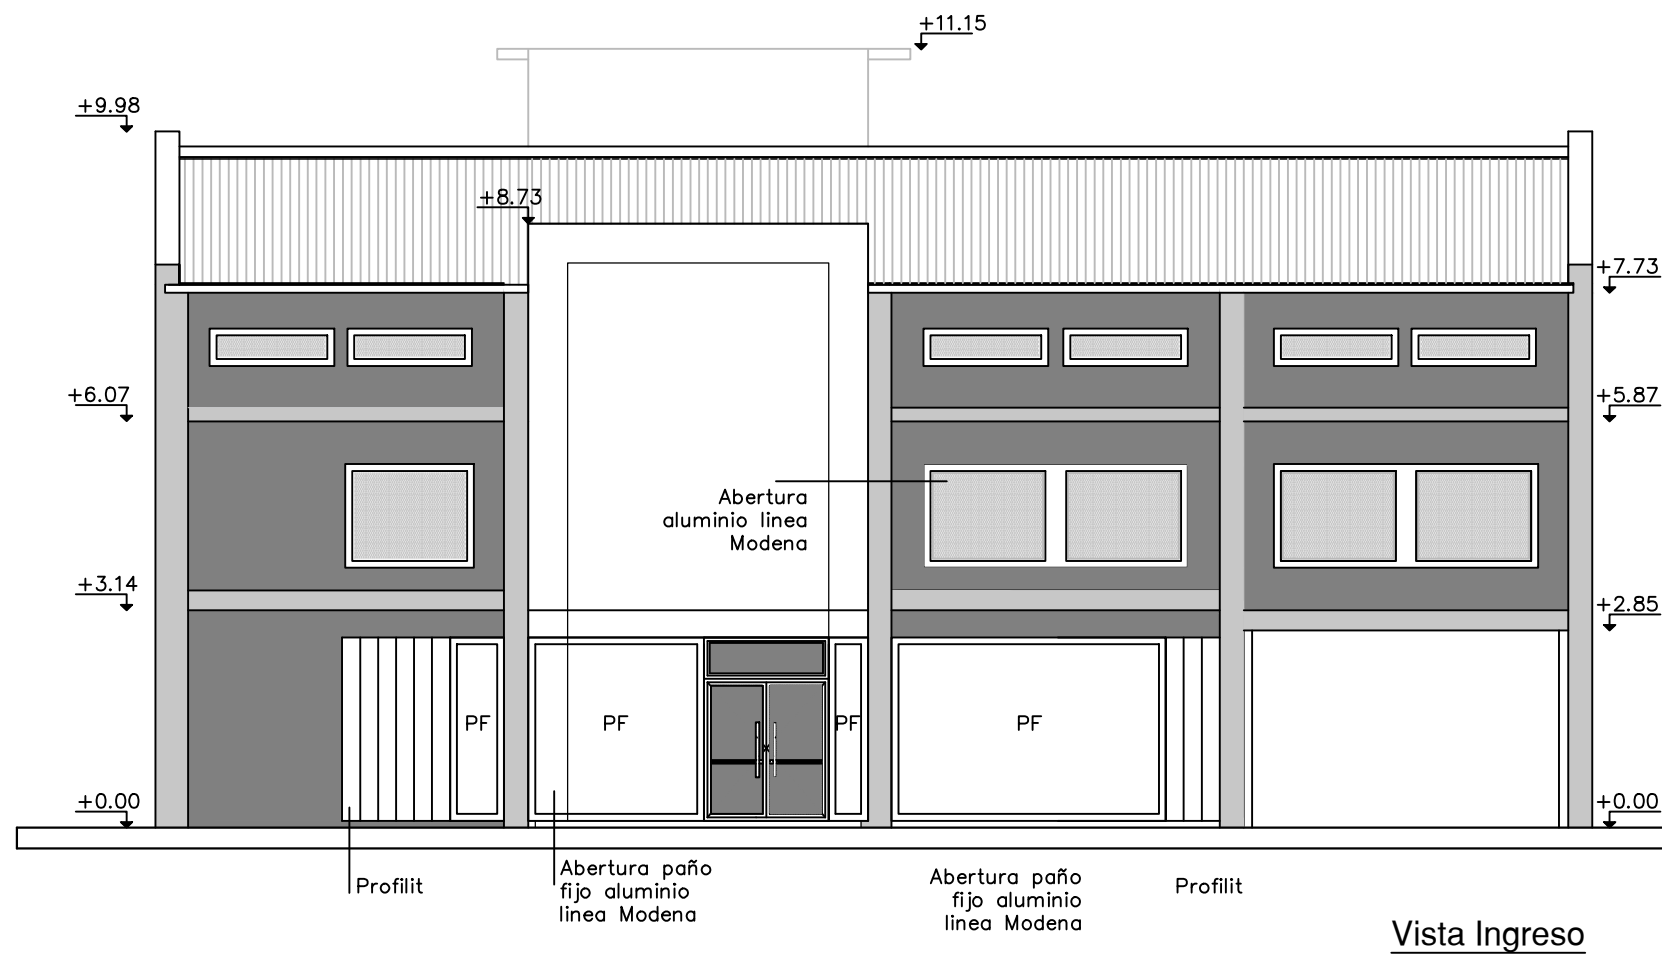 +11.15
+9.98
+8.73
+7.73
+6.07
+5.87
Abertura
aluminio linea
Modena
+3.14
+2.85
PF
PF
PF
PF
+0.00
+0.00
Profilit
Abertura paño
fijo aluminio
linea Modena
Abertura paño
fijo aluminio
linea Modena
Profilit
Vista Ingreso